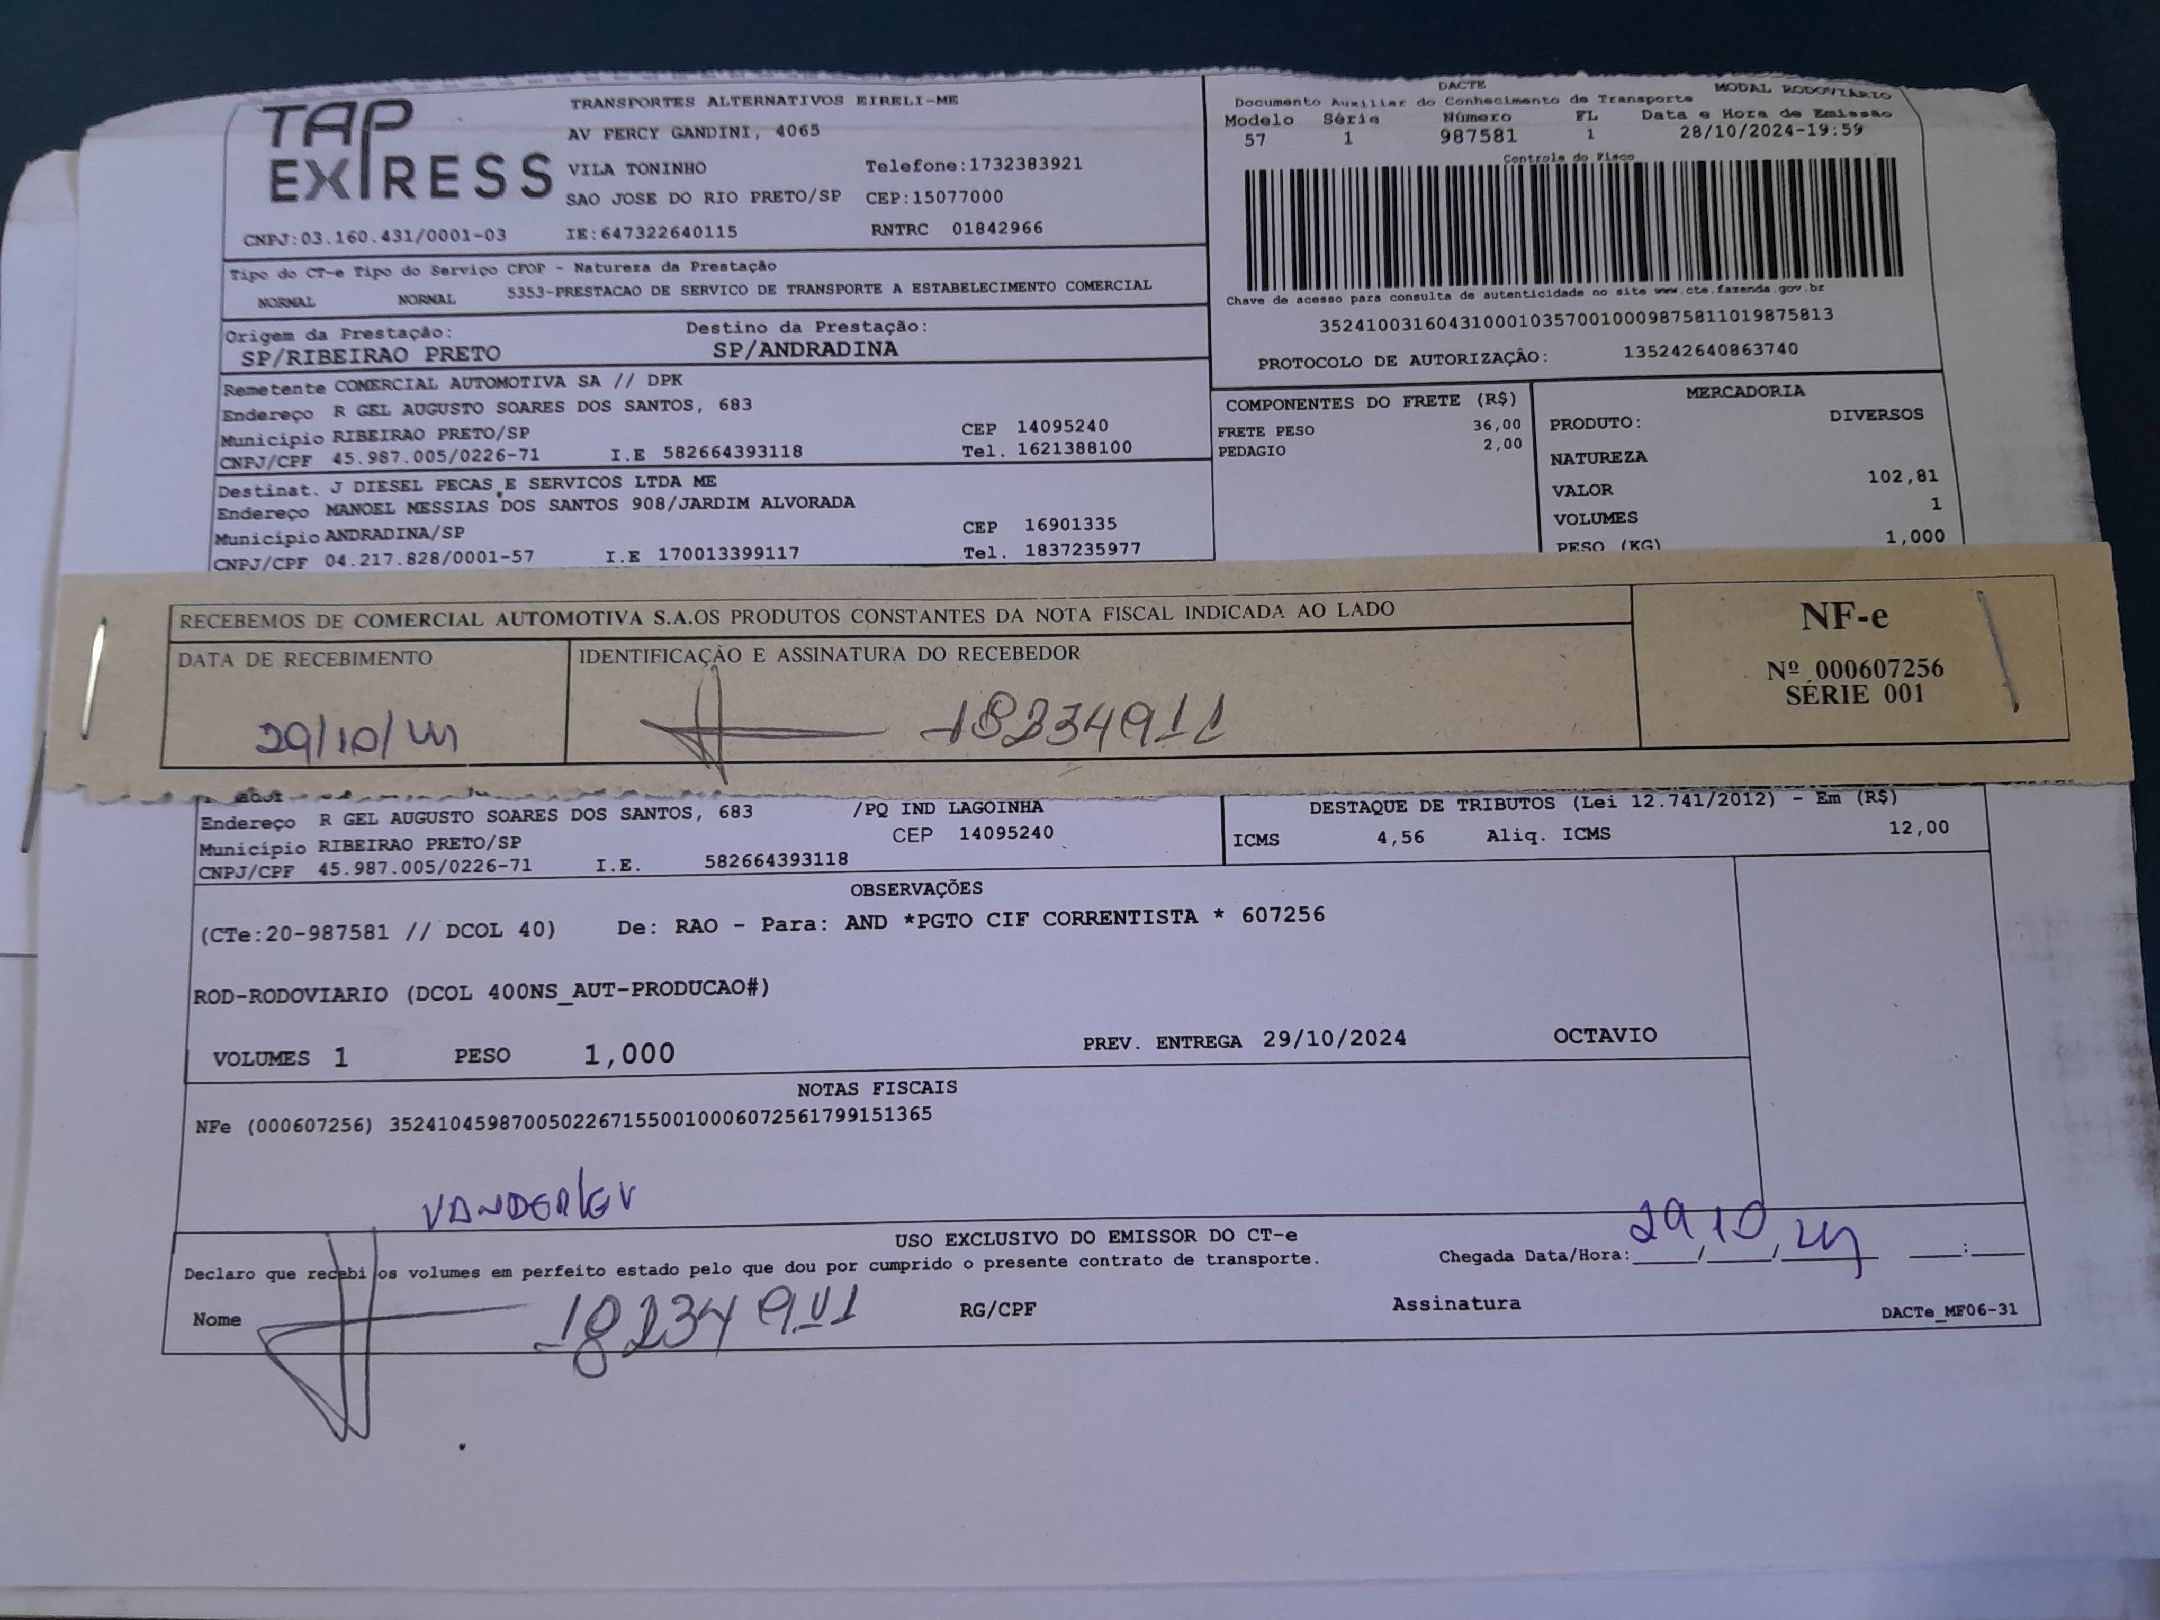 TAP EXPRESS
TRANSPORTES ALTERNATIVOS EIRELI-ME
AV PERCY GANDINI, 4065
VILA TONINHO Telefone:1732383921
SAO JOSE DO RIO PRETO/SP CEP:15077000
CNPJ:03.160.431/0001-03 IE:647322640115 RNTRC 01842966
DACTE MODAL RODOVIÁRIO
Documento Auxiliar do Conhecimento de Transporte
Modelo Série Número FL Data e Hora de Emissão
57 1 987581 1 28/10/2024-19:59
Controle do Fisco
Chave de acesso para consulta de autenticidade no site www.cte.fazenda.gov.br
35241003160431000103570010009875811019875813
PROTOCOLO DE AUTORIZAÇÃO: 135242640863740
Tipo do CT-e Tipo do Serviço CFOP - Natureza da Prestação
NORMAL NORMAL 5353-PRESTACAO DE SERVICO DE TRANSPORTE A ESTABELECIMENTO COMERCIAL
Origem da Prestação: Destino da Prestação:
SP/RIBEIRAO PRETO SP/ANDRADINA
Remetente COMERCIAL AUTOMOTIVA SA // DPK
Endereço R GEL AUGUSTO SOARES DOS SANTOS, 683
Município RIBEIRAO PRETO/SP CEP 14095240
CNPJ/CPF 45.987.005/0226-71 I.E 582664393118 Tel. 1621388100
Destinat. J DIESEL PECAS E SERVICOS LTDA ME
Endereço MANOEL MESSIAS DOS SANTOS 908/JARDIM ALVORADA
Município ANDRADINA/SP CEP 16901335
CNPJ/CPF 04.217.828/0001-57 I.E 170013399117 Tel. 1837235977
COMPONENTES DO FRETE (R$)
FRETE PESO 36,00
PEDAGIO 2,00
MERCADORIA
PRODUTO: DIVERSOS
NATUREZA
VALOR 102,81
VOLUMES 1
PESO (KG) 1,000
RECEBEMOS DE COMERCIAL AUTOMOTIVA S.A.OS PRODUTOS CONSTANTES DA NOTA FISCAL INDICADA AO LADO
DATA DE RECEBIMENTO IDENTIFICAÇÃO E ASSINATURA DO RECEBEDOR
29/10/24 18234911
NF-e
Nº 000607256
SÉRIE 001
Endereço R GEL AUGUSTO SOARES DOS SANTOS, 683 /PQ IND LAGOINHA
Município RIBEIRAO PRETO/SP CEP 14095240
CNPJ/CPF 45.987.005/0226-71 I.E. 582664393118
DESTAQUE DE TRIBUTOS (Lei 12.741/2012) - Em (R$)
ICMS 4,56 Aliq. ICMS 12,00
OBSERVAÇÕES
(CTe:20-987581 // DCOL 40) De: RAO - Para: AND *PGTO CIF CORRENTISTA * 607256
ROD-RODOVIARIO (DCOL 400NS_AUT-PRODUCAO#)
VOLUMES 1 PESO 1,000 PREV. ENTREGA 29/10/2024 OCTAVIO
NOTAS FISCAIS
NFe (000607256) 35241045987005022671550010006072561799151365
VANDERLEY
USO EXCLUSIVO DO EMISSOR DO CT-e
Declaro que recebi os volumes em perfeito estado pelo que dou por cumprido o presente contrato de transporte.
Chegada Data/Hora: 29/10/24 :
Nome 18234911 RG/CPF Assinatura DACTe_MF06-31